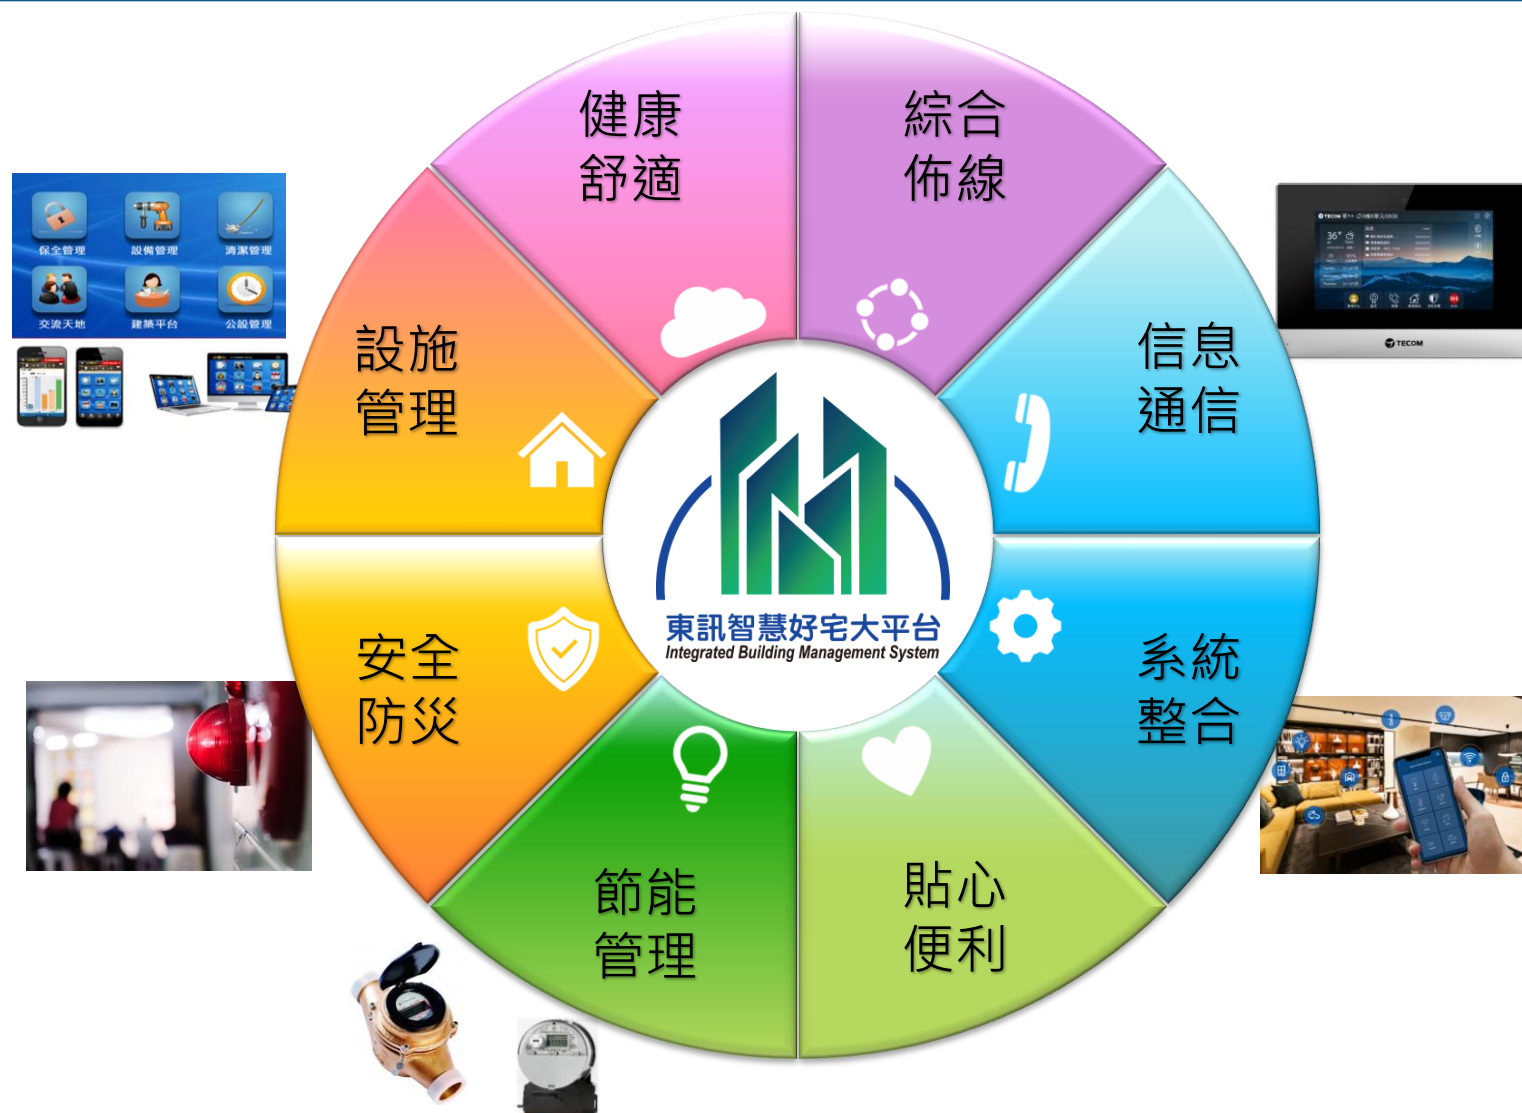 健康
舒適
綜合
佈線
信息
通信
系統
整合
貼心
便利
節能
管理
安全
防災
設施
管理
東訊智慧好宅大平台
Integrated Building Management System
保全管理
設備管理
清潔管理
交流天地
建築平台
公設管理
TECOM
36°
TECOM